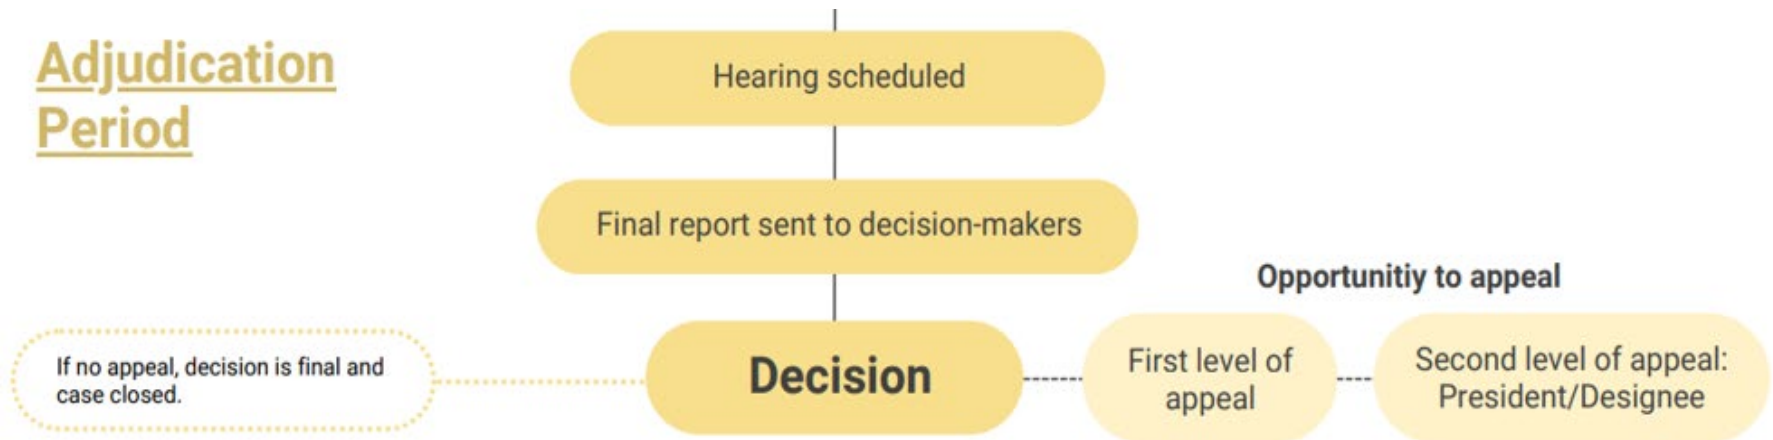 Adjudication
Period
Hearing scheduled
Final report sent to decision-makers
Opportunitiy to appeal
If no appeal, decision is final and
case closed.
Decision
First level of
appeal
Second level of appeal:
President/Designee